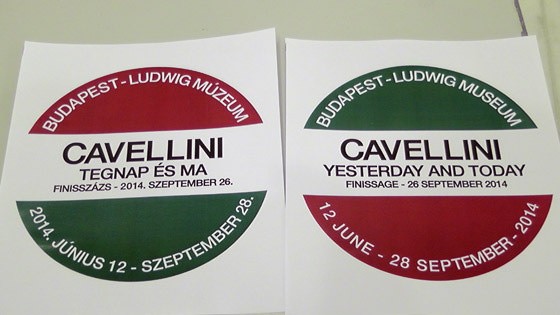 BUDAPEST-LUDWIG MÚZEUM
CAVELLINI
TEGNAP ÉS MA
FINISSZÁZS - 2014. SZEPTEMBER 26.
2014. JÚNIUS 12 - SZEPTEMBER 28.
BUDAPEST-LUDWIG MUSEUM
CAVELLINI
YESTERDAY AND TODAY
FINISSAGE - 26 SEPTEMBER 2014
12 JUNE - 28 SEPTEMBER - 2014